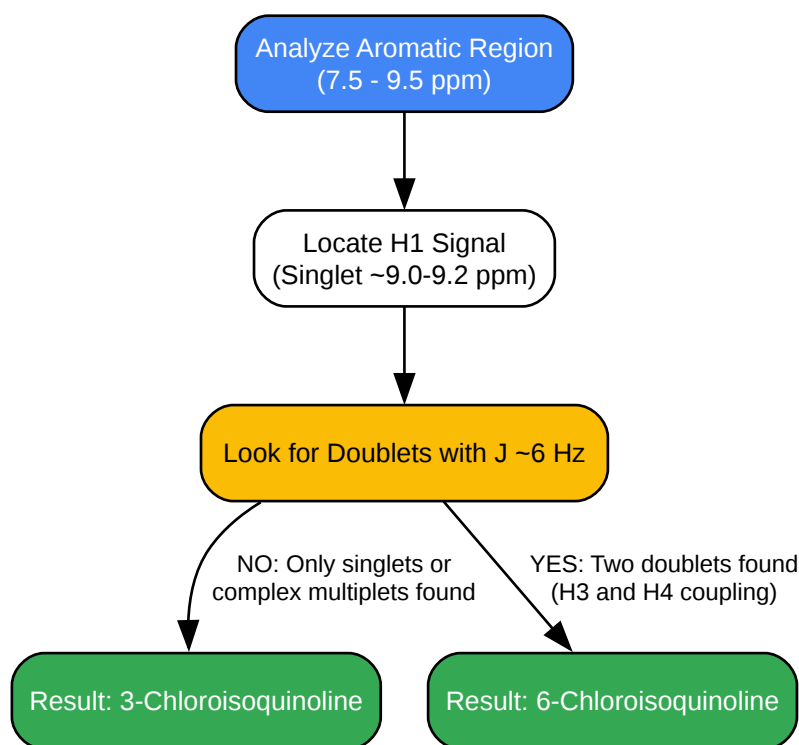 Analyze Aromatic Region
(7.5 - 9.5 ppm)
Locate H1 Signal
(Singlet ~9.0-9.2 ppm)
Look for Doublets with J ~6 Hz
NO: Only singlets or
complex multiplets found
YES: Two doublets found
(H3 and H4 coupling)
Result: 3-Chloroisoquinoline
Result: 6-Chloroisoquinoline